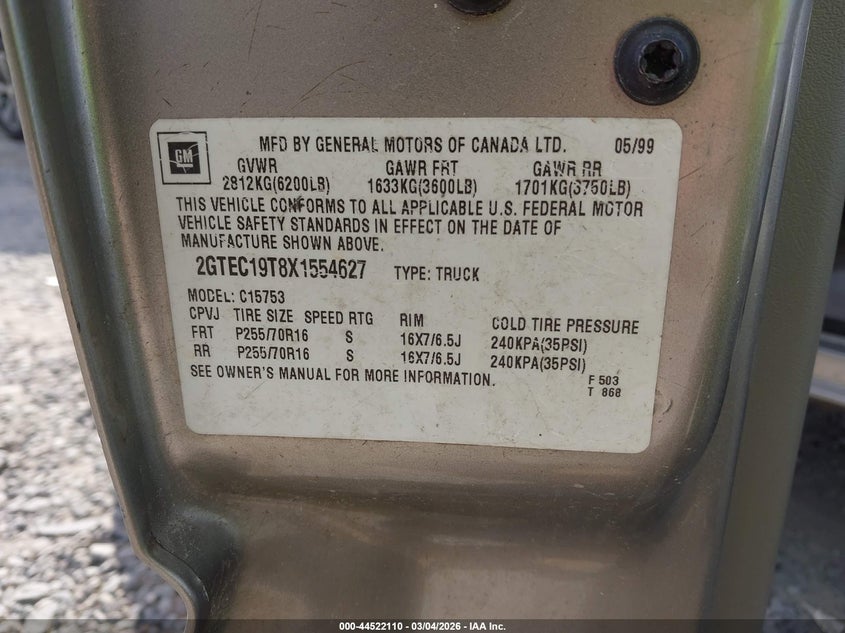 GM
MFD BY GENERAL MOTORS OF CANADA LTD. 05/99
GVWR GAWR FRT GAWR RR
2812KG(6200LB) 1633KG(3600LB) 1701KG(3750LB)
THIS VEHICLE CONFORMS TO ALL APPLICABLE U.S. FEDERAL MOTOR
VEHICLE SAFETY STANDARDS IN EFFECT ON THE DATE OF
MANUFACTURE SHOWN ABOVE.
2GTEC19T8X1554627 TYPE: TRUCK
MODEL: C15753
CPVJ TIRE SIZE SPEED RTG RIM COLD TIRE PRESSURE
FRT P255/70R16 S 16X7/6.5J 240KPA(35PSI)
RR P255/70R16 S 16X7/6.5J 240KPA(35PSI)
SEE OWNER'S MANUAL FOR MORE INFORMATION.
F 503
T 868
000-44522110 - 03/04/2026 - IAA Inc.